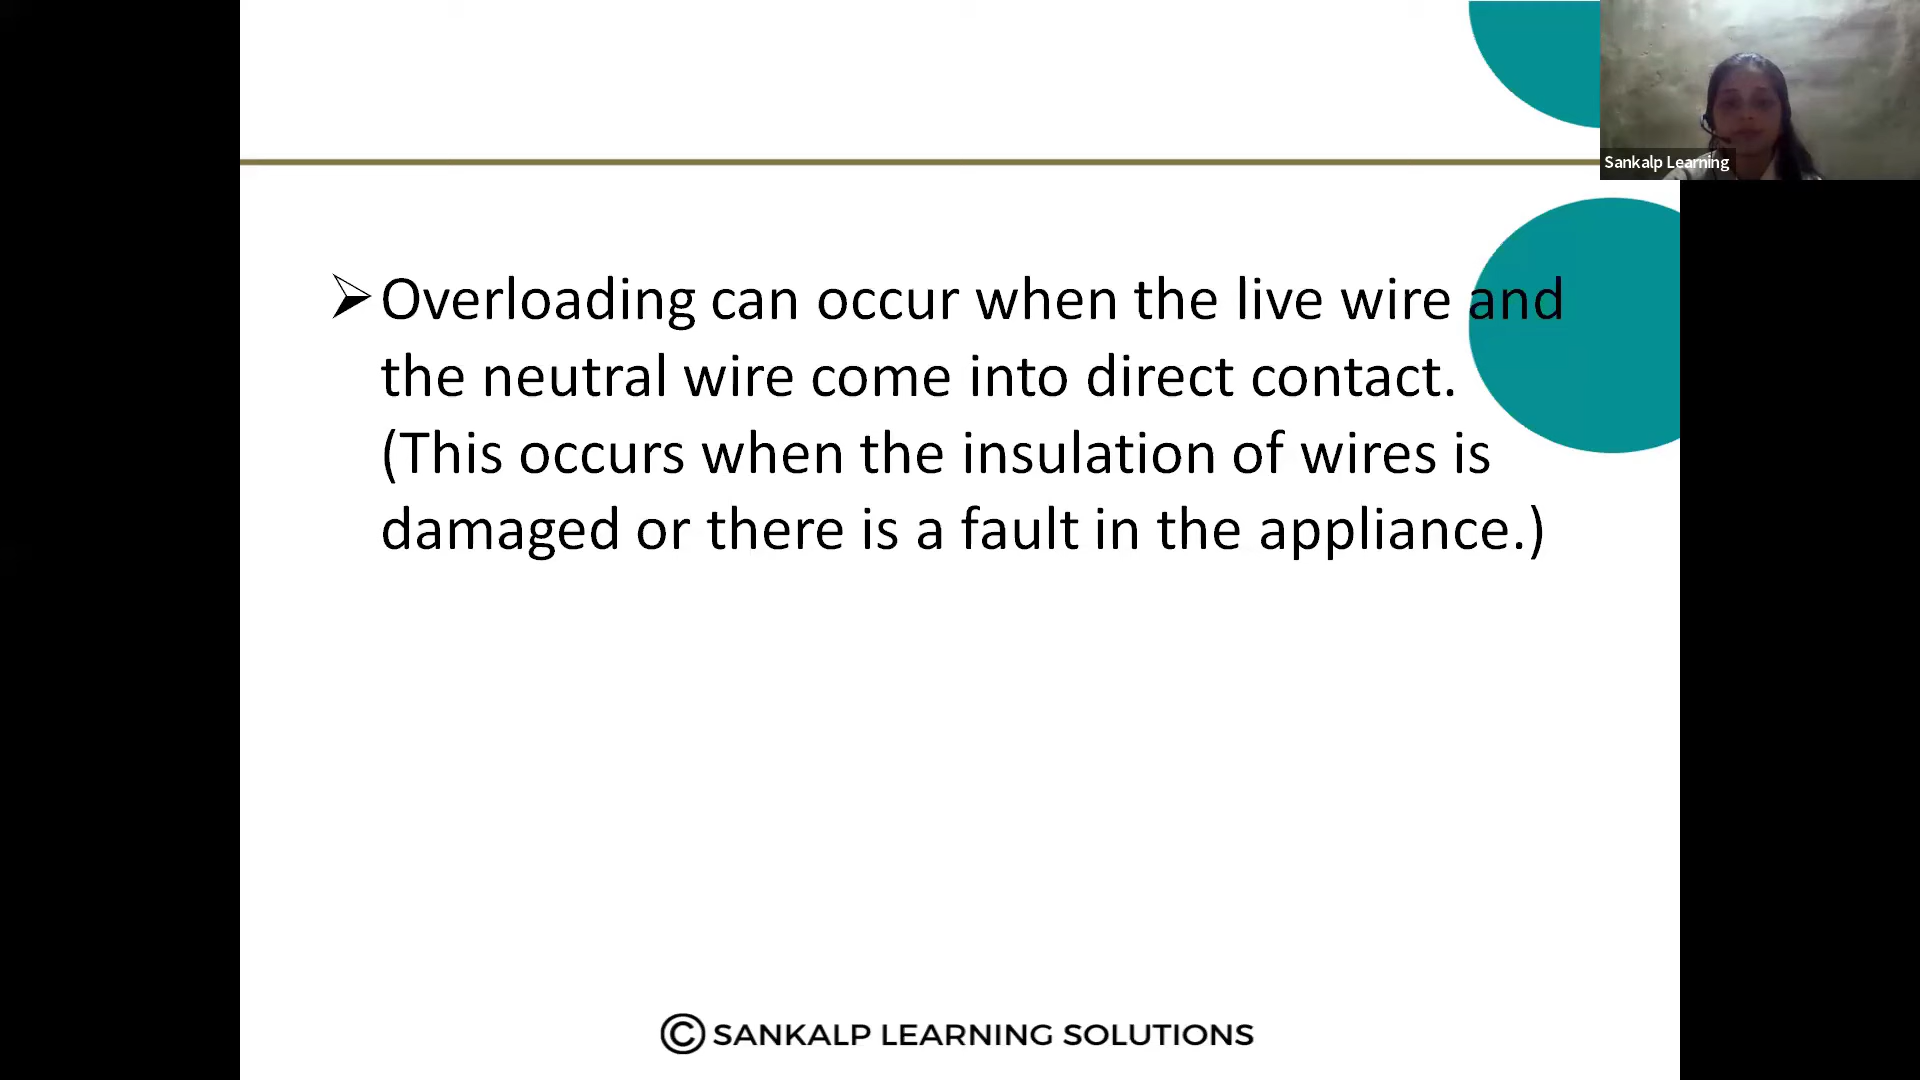 Sankalp Learning
➢Overloading can occur when the live wire and
the neutral wire come into direct contact.
(This occurs when the insulation of wires is
damaged or there is a fault in the appliance.)
© SANKALP LEARNING SOLUTIONS